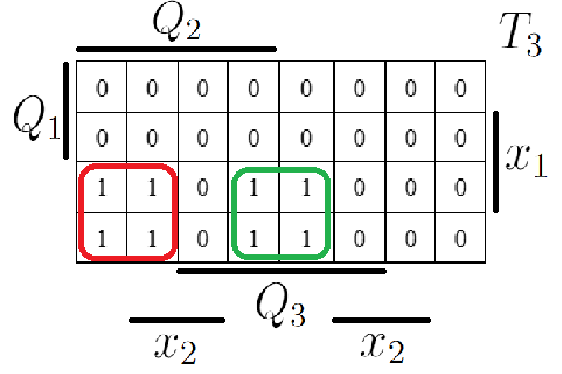 Q₂ T₃
0 0 0 0 0 0 0 0
Q₁ 0 0 0 0 0 0 0 0 x₁
1 1 0 1 1 0 0 0
1 1 0 1 1 0 0 0
Q₃
x₂ x₂